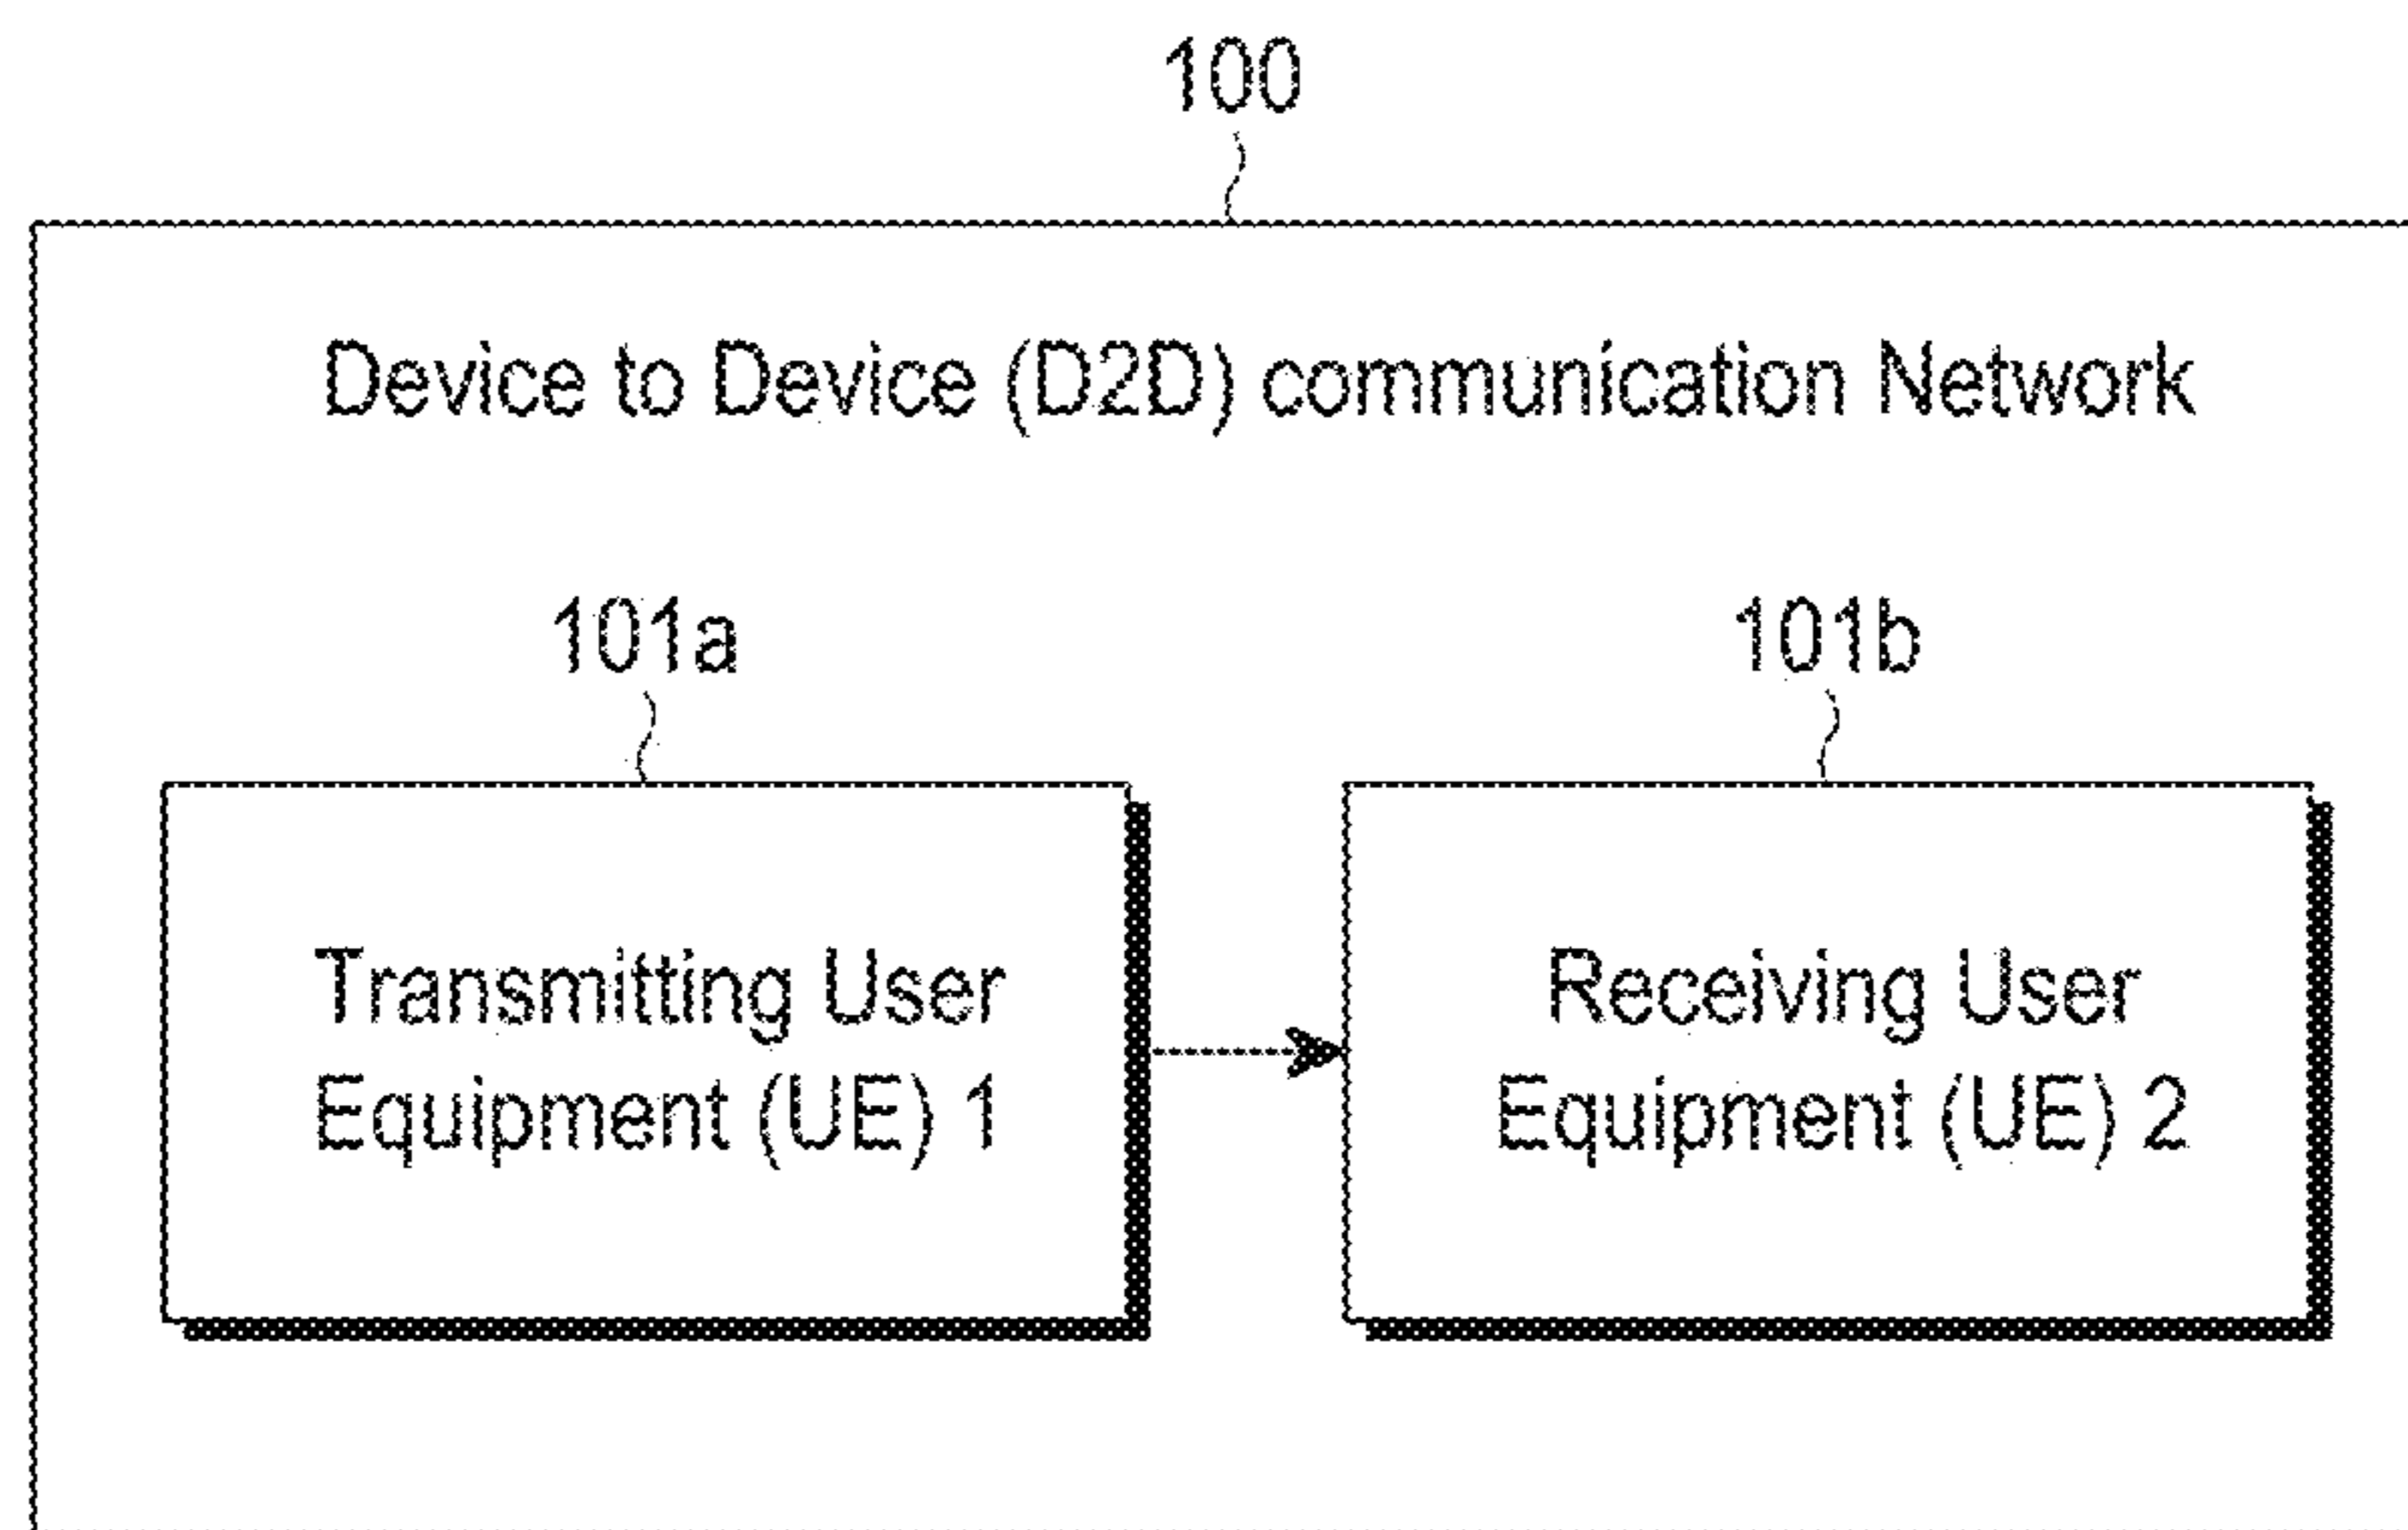 100
Device to Device (D2D) communication Network
101a
101b
Transmitting User
Equipment (UE) 1
Receiving User
Equipment (UE) 2